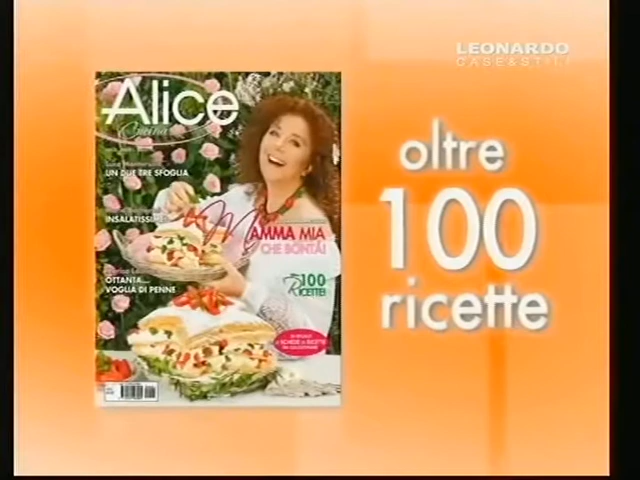 LEONARDO
CASE&STILI
Alice
Cucina
UN DUE TRE SFOGLIA
INSALATISSIME
OTTANTA...
VOGLIA DI PENNE
MAMMA MIA
CHE BONTÀ!
100
RICETTE!
oltre
100
ricette